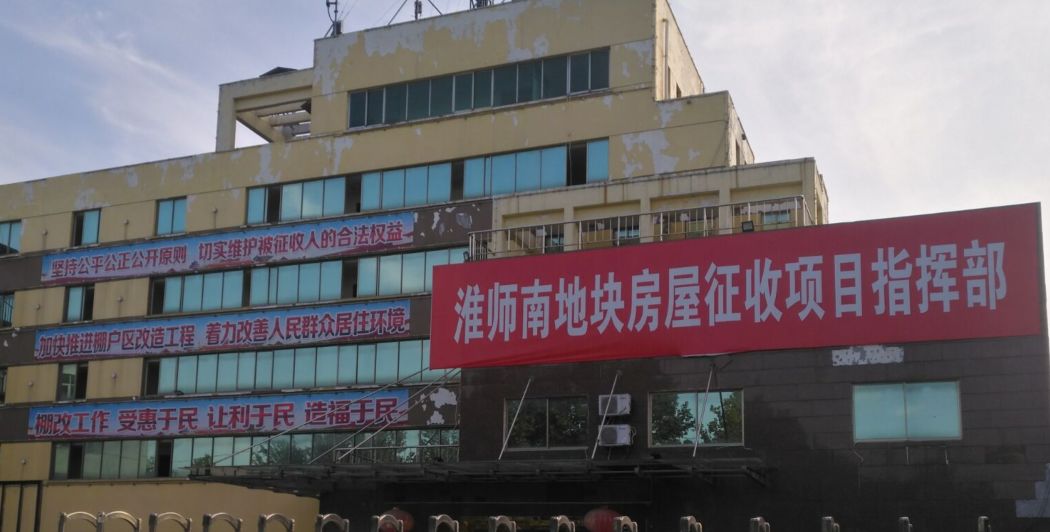 坚持公平公正公开原则 切实维护被征收人的合法权益
淮师南地块房屋征收项目指挥部
加快推进棚户区改造工程 着力改善人民群众居住环境
棚改工作 受惠于民 让利于民 造福于民